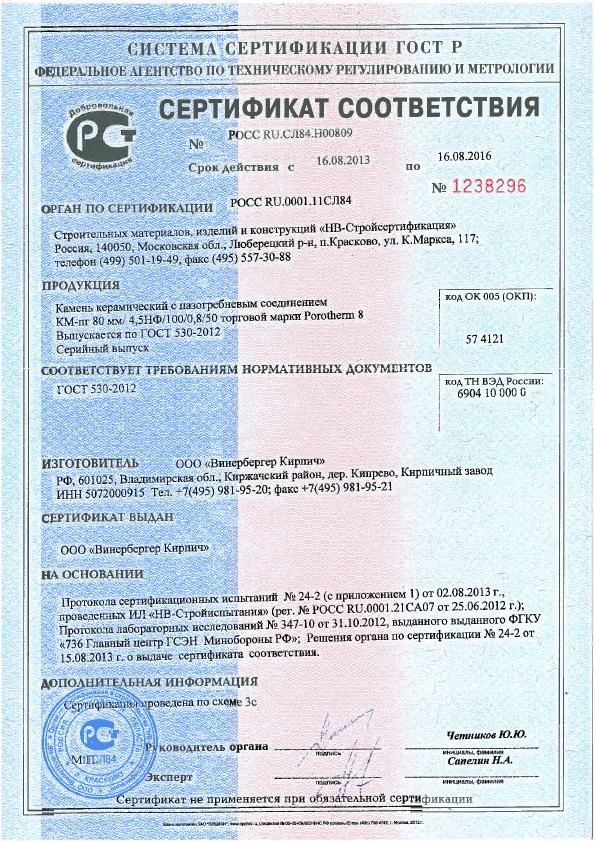 СИСТЕМА СЕРТИФИКАЦИИ ГОСТ Р
ФЕДЕРАЛЬНОЕ АГЕНТСТВО ПО ТЕХНИЧЕСКОМУ РЕГУЛИРОВАНИЮ И МЕТРОЛОГИИ
Добровольная
сертификация
СЕРТИФИКАТ СООТВЕТСТВИЯ
№ РОСС RU.СЛ84.Н00809
Срок действия с 16.08.2013 по 16.08.2016
№ 1238296
ОРГАН ПО СЕРТИФИКАЦИИ РОСС RU.0001.11СЛ84
Строительных материалов, изделий и конструкций «НВ-Стройсертификация»
Россия, 140050, Московская обл., Люберецкий р-н, п.Красково, ул. К.Маркса, 117;
телефон (499) 501-19-49, факс (495) 557-30-88
ПРОДУКЦИЯ
Камень керамический с пазогребневым соединением
КМ-пг 80 мм/ 4,5НФ/100/0,8/50 торговой марки Porotherm 8
Выпускается по ГОСТ 530-2012
Серийный выпуск
код ОК 005 (ОКП):
57 4121
СООТВЕТСТВУЕТ ТРЕБОВАНИЯМ НОРМАТИВНЫХ ДОКУМЕНТОВ
ГОСТ 530-2012
код ТН ВЭД России:
6904 10 000 0
ИЗГОТОВИТЕЛЬ ООО «Винербергер Кирпич»
РФ, 601025, Владимирская обл., Киржачский район, дер. Кипрево, Кирпичный завод
ИНН 5072000915 Тел. +7(495) 981-95-20; факс +7(495) 981-95-21
СЕРТИФИКАТ ВЫДАН
ООО «Винербергер Кирпич»
НА ОСНОВАНИИ
Протокола сертификационных испытаний № 24-2 (с приложением 1) от 02.08.2013 г.,
проведенных ИЛ «НВ-Стройиспытания» (рег. № РОСС RU.0001.21СА07 от 25.06.2012 г.);
Протокола лабораторных исследований № 347-10 от 31.10.2012, выданного выданного ФГКУ
«736 Главный центр ГСЭН Минобороны РФ»; Решения органа по сертификации № 24-2 от
15.08.2013 г. о выдаче сертификата соответствия.
ДОПОЛНИТЕЛЬНАЯ ИНФОРМАЦИЯ
Сертификация проведена по схеме 3с
М.П. СЛ84
П. КРАСКОВО
Руководитель органа
подпись
Четников Ю.Ю.
инициалы, фамилия
Эксперт
подпись
Сапелин Н.А.
инициалы, фамилия
Сертификат не применяется при обязательной сертификации